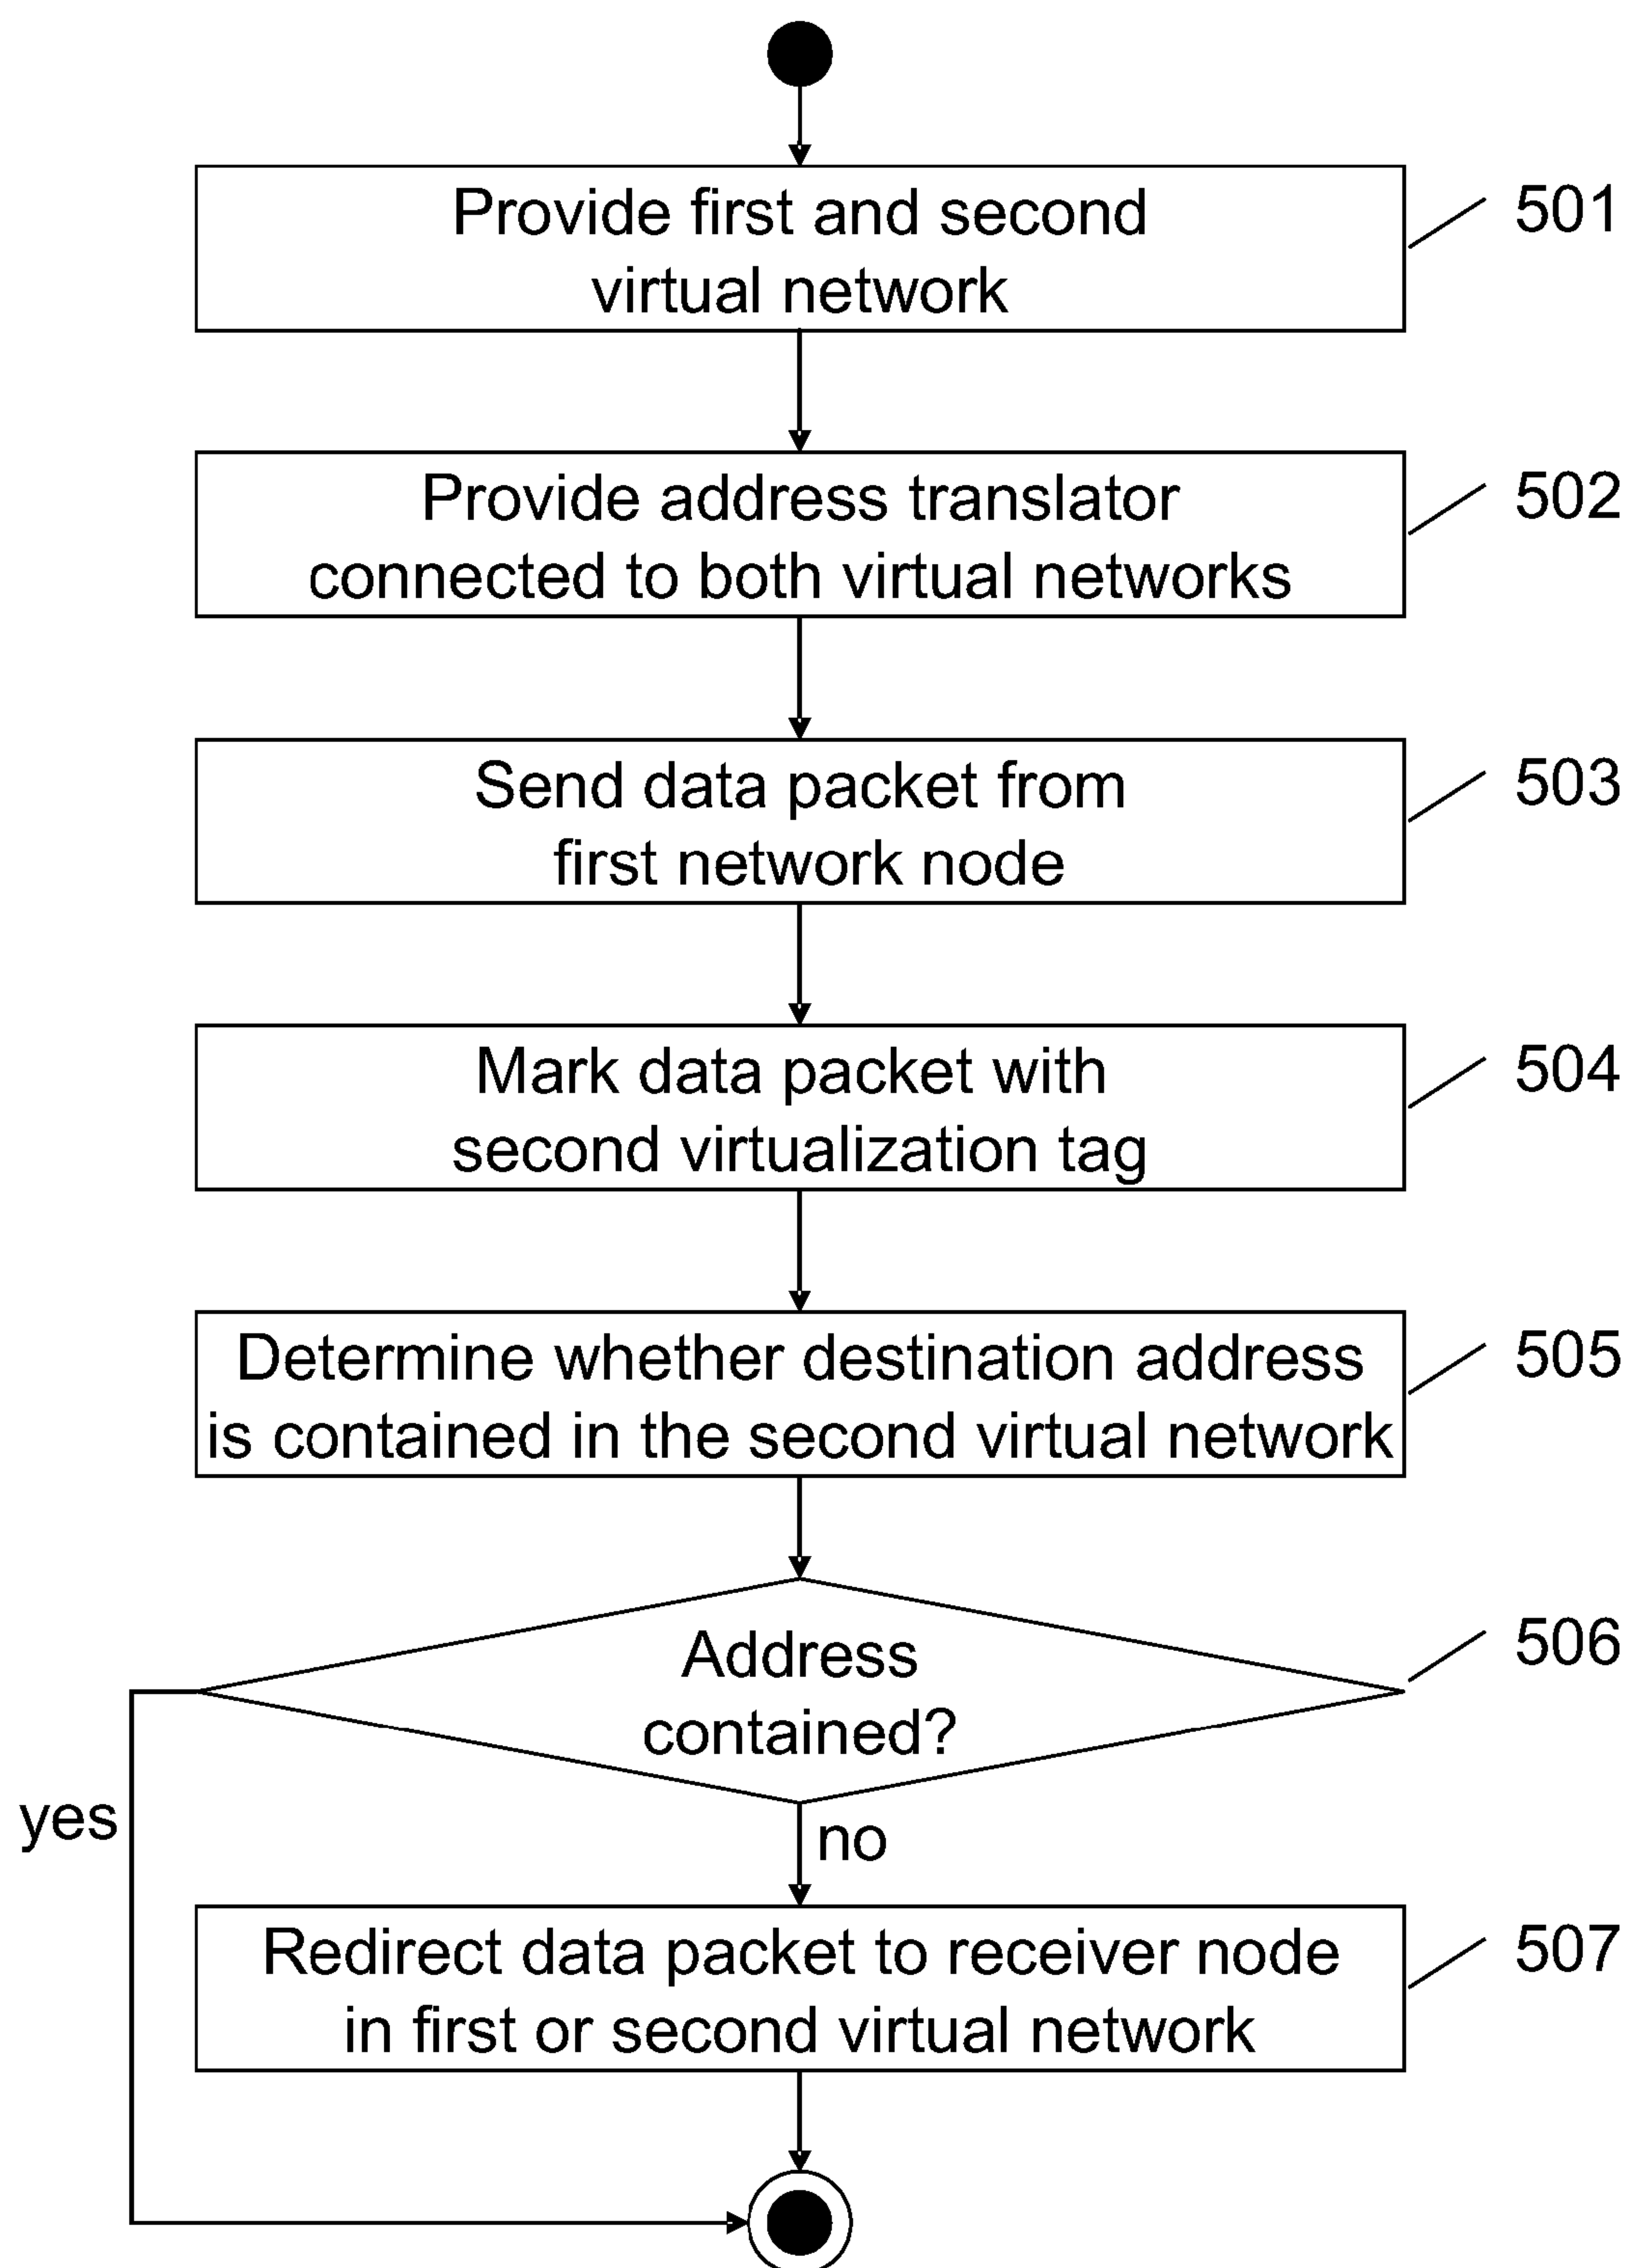 Provide first and second
virtual network
501
Provide address translator
connected to both virtual networks
502
Send data packet from
first network node
503
Mark data packet with
second virtualization tag
504
Determine whether destination address
is contained in the second virtual network
505
Address
contained?
506
yes
no
Redirect data packet to receiver node
in first or second virtual network
507